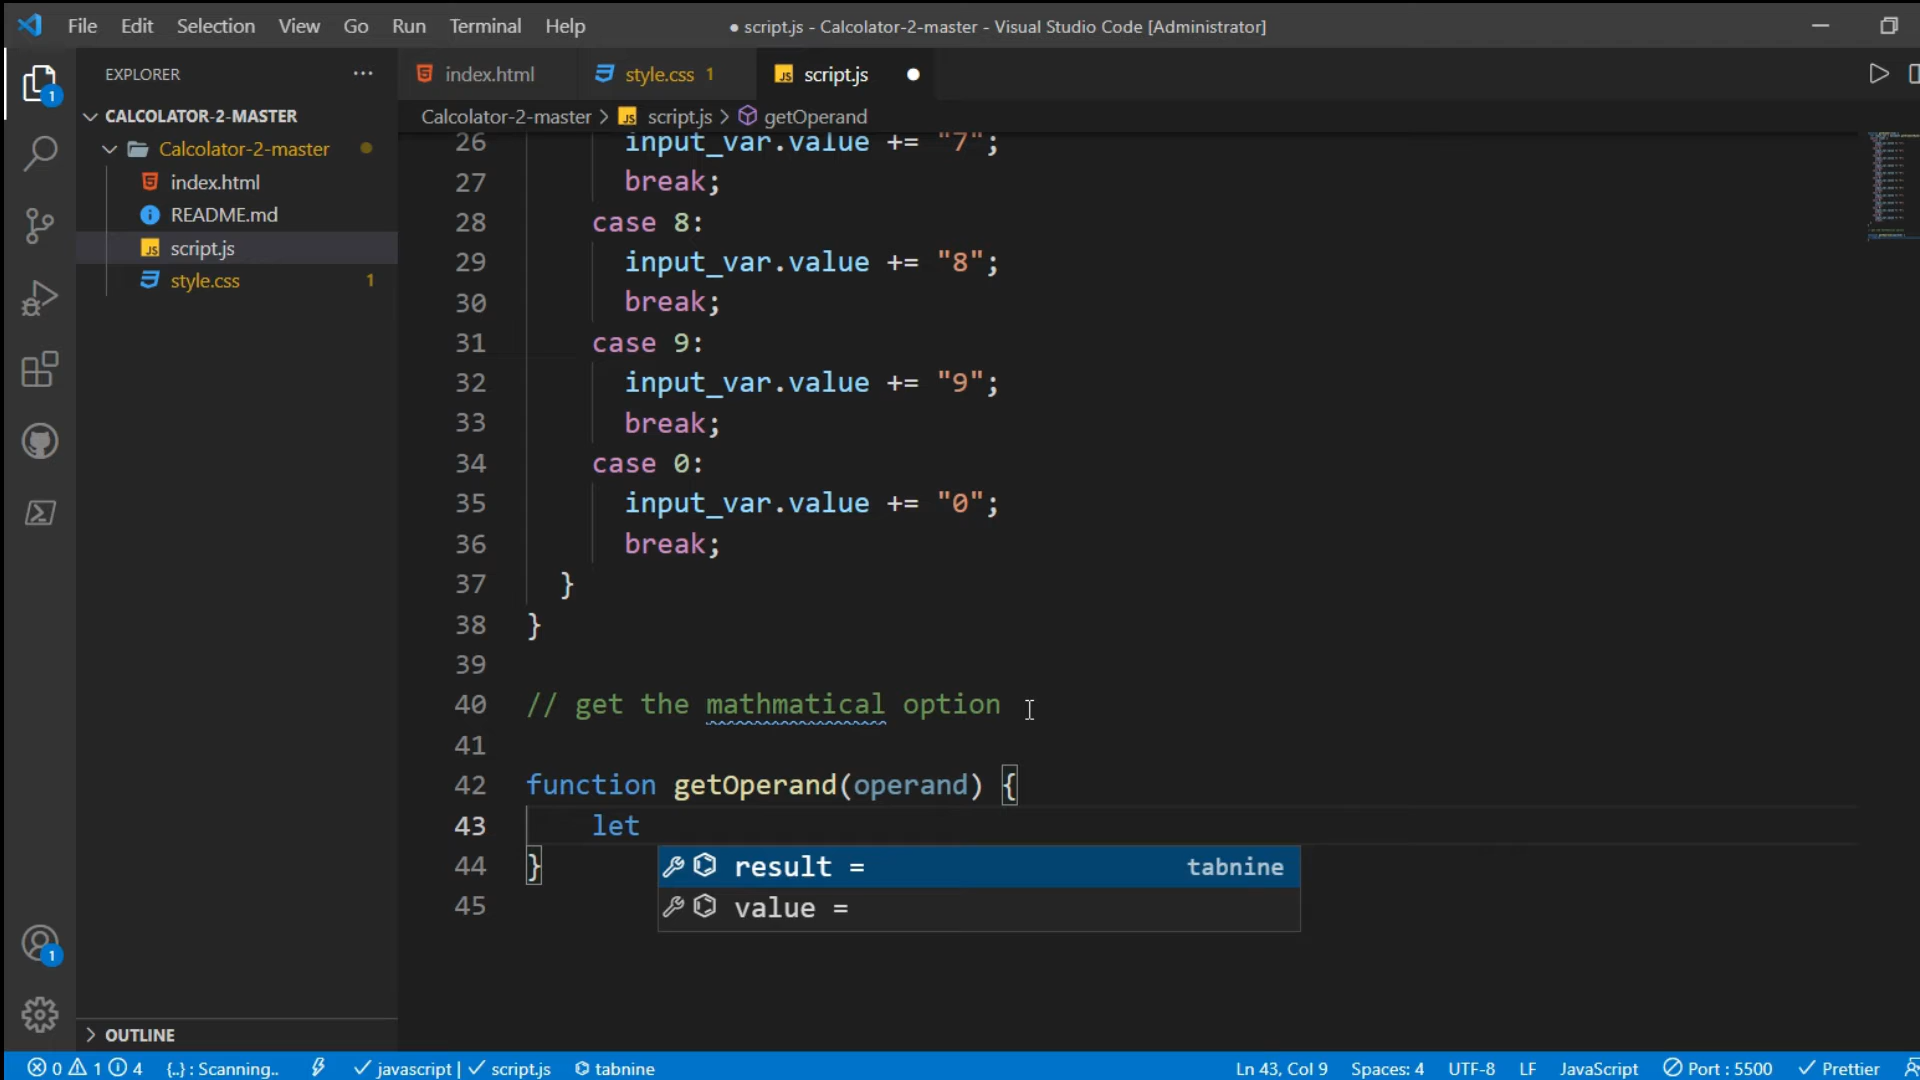 File Edit Selection View Go Run Terminal Help
● script.js - Calcolator-2-master - Visual Studio Code [Administrator]
EXPLORER ···
index.html
style.css 1
script.js ●
CALCOLATOR-2-MASTER
Calcolator-2-master > script.js > getOperand
Calcolator-2-master
index.html
README.md
script.js
style.css 1
26 input_var.value += "7";
27 break;
28 case 8:
29 input_var.value += "8";
30 break;
31 case 9:
32 input_var.value += "9";
33 break;
34 case 0:
35 input_var.value += "0";
36 break;
37 }
38 }
39
40 // get the mathmatical option
41
42 function getOperand(operand) {
43 let
44 }
45
result = tabnine
value =
1
1
OUTLINE
0 1 4 {..} : Scanning.. javascript | script.js tabnine Ln 43, Col 9 Spaces: 4 UTF-8 LF JavaScript Port : 5500 Prettier